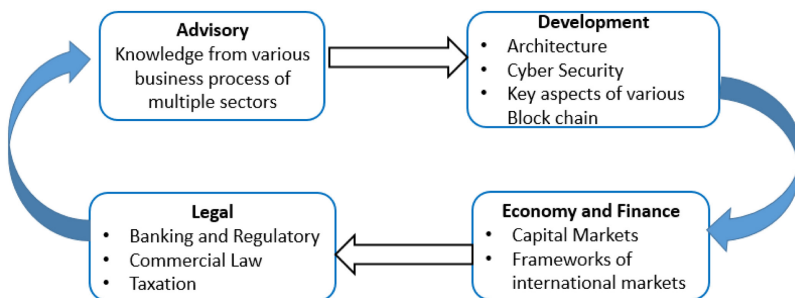 Advisory
Knowledge from various
business process of
multiple sectors
Development
• Architecture
• Cyber Security
• Key aspects of various
Block chain
Legal
• Banking and Regulatory
• Commercial Law
• Taxation
Economy and Finance
• Capital Markets
• Frameworks of
international markets